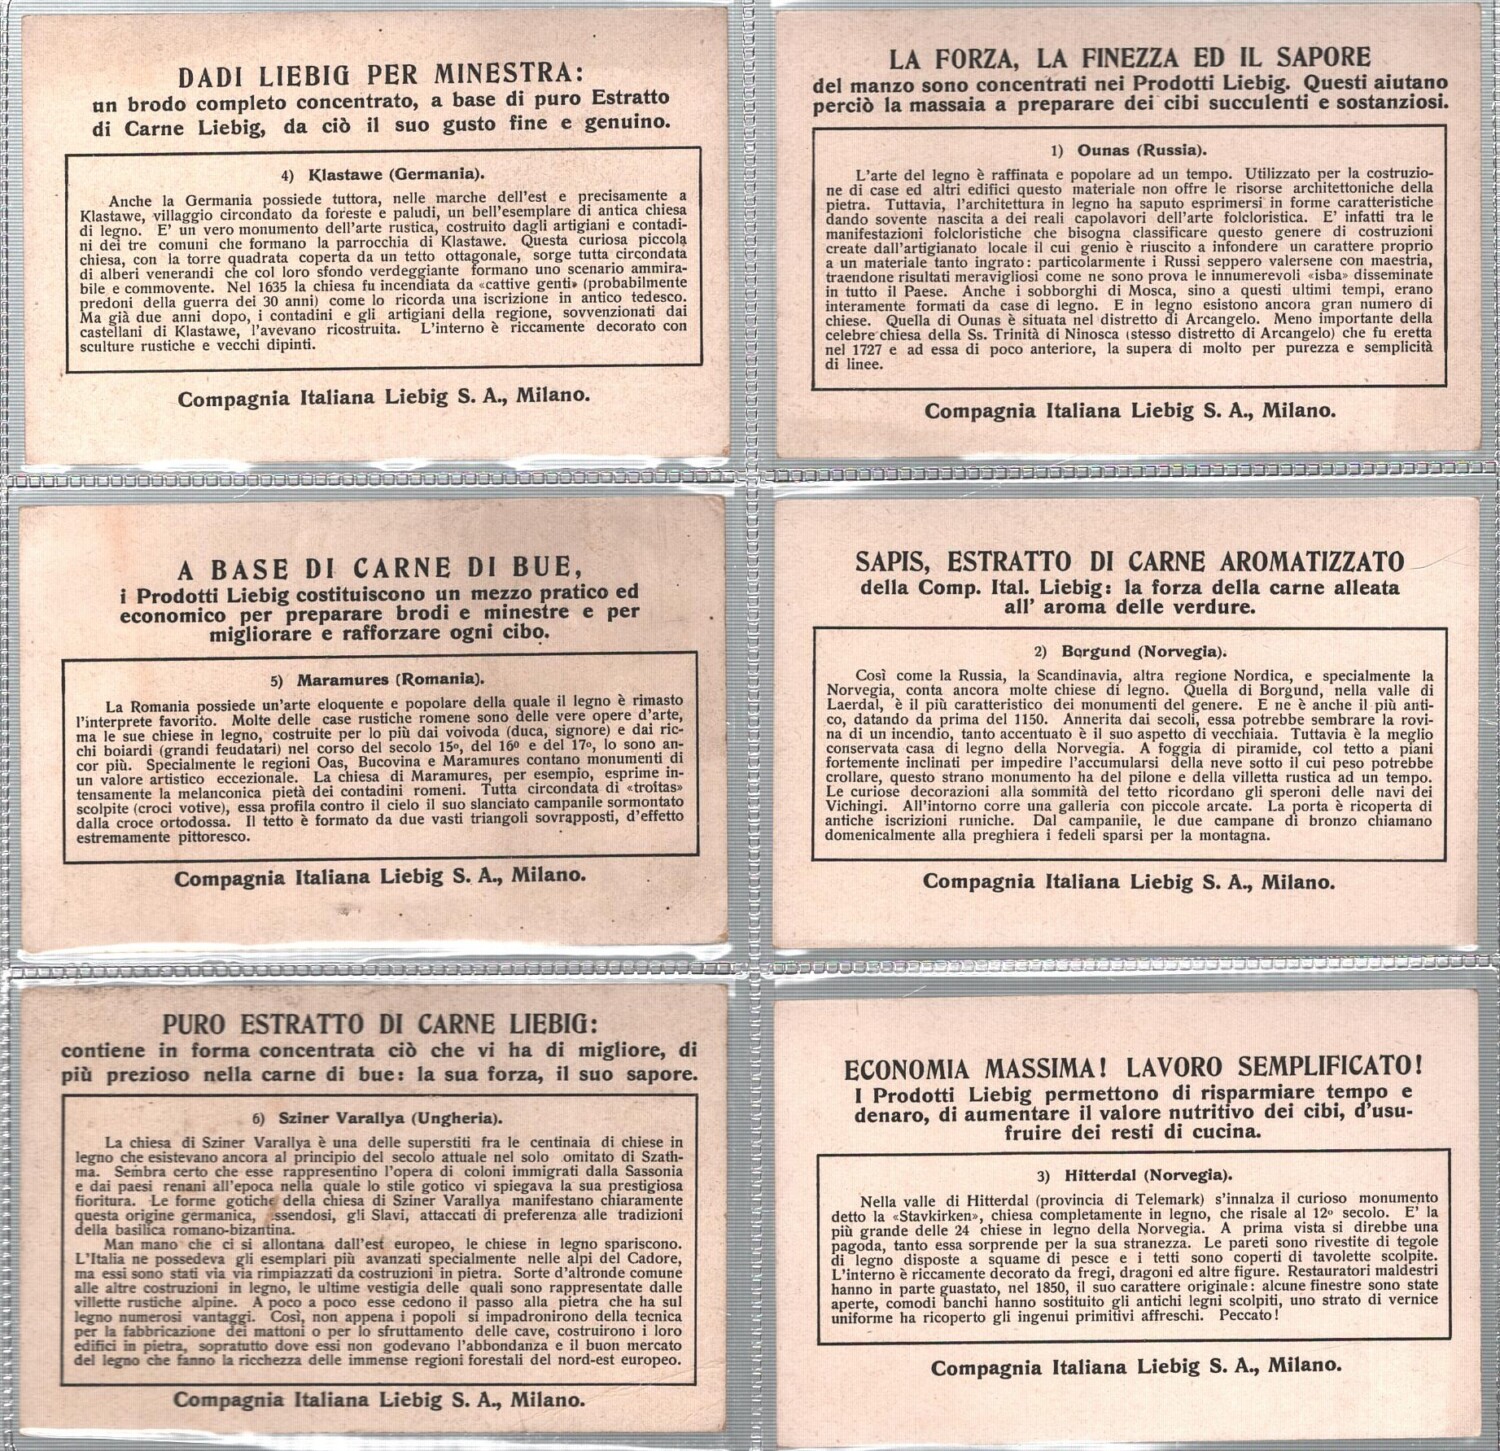 DADI LIEBIG PER MINESTRA:
un brodo completo concentrato, a base di puro Estratto
di Carne Liebig, da ciò il suo gusto fine e genuino.
4) Klastawe (Germania).
Anche la Germania possiede tuttora, nelle marche dell'est e precisamente a
Klastawe, villaggio circondato da foreste e paludi, un bell'esemplare di antica chiesa
di legno. E' un vero monumento dell'arte rustica, costruito dagli artigiani e contadi-
ni dei tre comuni che formano la parrocchia di Klastawe. Questa curiosa piccola
chiesa, con la torre quadrata coperta da un tetto ottagonale, sorge tutta circondata
di alberi venerandi che col loro sfondo verdeggiante formano uno scenario ammira-
bile e commovente. Nel 1635 la chiesa fu incendiata da «cattive genti» (probabilmente
predoni della guerra dei 30 anni) come lo ricorda una iscrizione in antico tedesco.
Ma già due anni dopo, i contadini e gli artigiani della regione, sovvenzionati dai
castellani di Klastawe, l'avevano ricostruita. L'interno è riccamente decorato con
sculture rustiche e vecchi dipinti.
Compagnia Italiana Liebig S. A., Milano.
LA FORZA, LA FINEZZA ED IL SAPORE
del manzo sono concentrati nei Prodotti Liebig. Questi aiutano
perciò la massaia a preparare dei cibi succulenti e sostanziosi.
1) Ounas (Russia).
L'arte del legno è raffinata e popolare ad un tempo. Utilizzato per la costruzio-
ne di case ed altri edifici questo materiale non offre le risorse architettoniche della
pietra. Tuttavia, l'architettura in legno ha saputo esprimersi in forme caratteristiche
dando sovente nascita a dei reali capolavori dell'arte folcloristica. E' infatti tra le
manifestazioni folcloristiche che bisogna classificare questo genere di costruzioni
create dall'artigianato locale il cui genio è riuscito a infondere un carattere proprio
a un materiale tanto ingrato: particolarmente i Russi seppero valersene con maestria,
traendone risultati meravigliosi come ne sono prova le innumerevoli «isba» disseminate
in tutto il Paese. Anche i sobborghi di Mosca, sino a questi ultimi tempi, erano
interamente formati da case di legno. E in legno esistono ancora gran numero di
chiese. Quella di Ounas è situata nel distretto di Arcangelo. Meno importante della
celebre chiesa della Ss. Trinità di Ninosca (stesso distretto di Arcangelo) che fu eretta
nel 1727 e ad essa di poco anteriore, la supera di molto per purezza e semplicità
di linee.
Compagnia Italiana Liebig S. A., Milano.
A BASE DI CARNE DI BUE,
i Prodotti Liebig costituiscono un mezzo pratico ed
economico per preparare brodi e minestre e per
migliorare e rafforzare ogni cibo.
5) Maramures (Romania).
La Romania possiede un'arte eloquente e popolare della quale il legno è rimasto
l'interprete favorito. Molte delle case rustiche romene sono delle vere opere d'arte,
ma le sue chiese in legno, costruite per lo più dai voivoda (duca, signore) e dai ric-
chi boiardi (grandi feudatari) nel corso del secolo 15º, del 16º e del 17º, lo sono an-
cor più. Specialmente le regioni Oas, Bucovina e Maramures contano monumenti di
un valore artistico eccezionale. La chiesa di Maramures, per esempio, esprime in-
tensamente la melanconica pietà dei contadini romeni. Tutta circondata di «troïtas»
scolpite (croci votive), essa profila contro il cielo il suo slanciato campanile sormontato
dalla croce ortodossa. Il tetto è formato da due vasti triangoli sovrapposti, d'effetto
estremamente pittoresco.
Compagnia Italiana Liebig S. A., Milano.
SAPIS, ESTRATTO DI CARNE AROMATIZZATO
della Comp. Ital. Liebig: la forza della carne alleata
all' aroma delle verdure.
2) Borgund (Norvegia).
Così come la Russia, la Scandinavia, altra regione Nordica, e specialmente la
Norvegia, conta ancora molte chiese di legno. Quella di Borgund, nella valle di
Laerdal, è il più caratteristico dei monumenti del genere. E ne è anche il più anti-
co, datando da prima del 1150. Annerita dai secoli, essa potrebbe sembrare la rovi-
na di un incendio, tanto accentuato è il suo aspetto di vecchiaia. Tuttavia è la meglio
conservata casa di legno della Norvegia. A foggia di piramide, col tetto a piani
fortemente inclinati per impedire l'accumularsi della neve sotto il cui peso potrebbe
crollare, questo strano monumento ha del pilone e della villetta rustica ad un tempo.
Le curiose decorazioni alla sommità del tetto ricordano gli speroni delle navi dei
Vichingi. All'intorno corre una galleria con piccole arcate. La porta è ricoperta di
antiche iscrizioni runiche. Dal campanile, le due campane di bronzo chiamano
domenicalmente alla preghiera i fedeli sparsi per la montagna.
Compagnia Italiana Liebig S. A., Milano.
PURO ESTRATTO DI CARNE LIEBIG:
contiene in forma concentrata ciò che vi ha di migliore, di
più prezioso nella carne di bue: la sua forza, il suo sapore.
6) Sziner Varallya (Ungheria).
La chiesa di Sziner Varallya è una delle superstiti fra le centinaia di chiese in
legno che esistevano ancora al principio del secolo attuale nel solo omitato di Szath-
ma. Sembra certo che esse rappresentino l'opera di coloni immigrati dalla Sassonia
e dai paesi renani all'epoca nella quale lo stile gotico vi spiegava la sua prestigiosa
fioritura. Le forme gotiche della chiesa di Sziner Varallya manifestano chiaramente
questa origine germanica, ssendosi, gli Slavi, attaccati di preferenza alle tradizioni
della basilica romano-bizantina.
Man mano che ci si allontana dall'est europeo, le chiese in legno spariscono.
L'Italia ne possedeva gli esemplari più avanzati specialmente nelle alpi del Cadore,
ma essi sono stati via via rimpiazzati da costruzioni in pietra. Sorte d'altronde comune
alle altre costruzioni in legno, le ultime vestigia delle quali sono rappresentate dalle
villette rustiche alpine. A poco a poco esse cedono il passo alla pietra che ha sul
legno numerosi vantaggi. Così, non appena i popoli si impadronirono della tecnica
per la fabbricazione dei mattoni o per lo sfruttamento delle cave, costruirono i loro
edifici in pietra, sopratutto dove essi non godevano l'abbondanza e il buon mercato
del legno che fanno la ricchezza delle immense regioni forestali del nord-est europeo.
Compagnia Italiana Liebig S. A., Milano.
ECONOMIA MASSIMA! LAVORO SEMPLIFICATO!
I Prodotti Liebig permettono di risparmiare tempo e
denaro, di aumentare il valore nutritivo dei cibi, d'usu-
fruire dei resti di cucina.
3) Hitterdal (Norvegia).
Nella valle di Hitterdal (provincia di Telemark) s'innalza il curioso monumento
detto la «Stavkirken», chiesa completamente in legno, che risale al 12º secolo. E' la
più grande delle 24 chiese in legno della Norvegia. A prima vista si direbbe una
pagoda, tanto essa sorprende per la sua stranezza. Le pareti sono rivestite di tegole
di legno disposte a squame di pesce e i tetti sono coperti di tavolette scolpite.
L'interno è riccamente decorato da fregi, dragoni ed altre figure. Restauratori maldestri
hanno in parte guastato, nel 1850, il suo carattere originale: alcune finestre sono state
aperte, comodi banchi hanno sostituito gli antichi legni scolpiti, uno strato di vernice
uniforme ha ricoperto gli ingenui primitivi affreschi. Peccato!
Compagnia Italiana Liebig S. A., Milano.